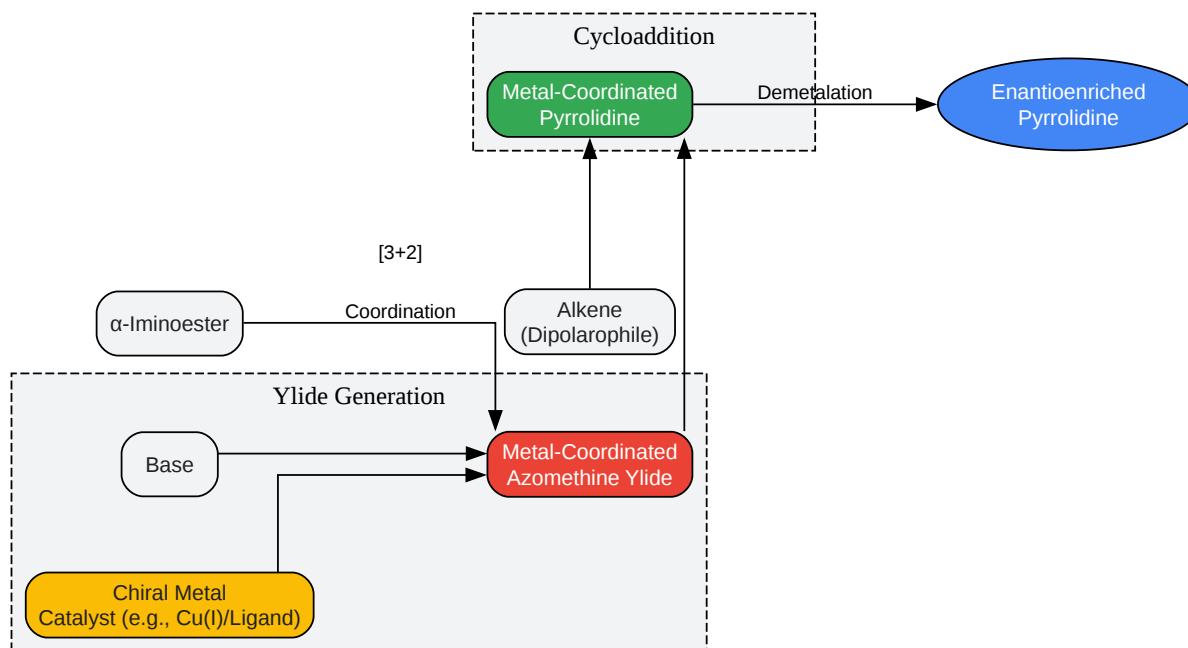 Cycloaddition
Metal-Coordinated
Pyrrolidine
Demetalation
Enantioenriched
Pyrrolidine
[3+2]
α-Iminoester
Coordination
Alkene
(Dipolarophile)
Ylide Generation
Base
Metal-Coordinated
Azomethine Ylide
Chiral Metal
Catalyst (e.g., Cu(I)/Ligand)